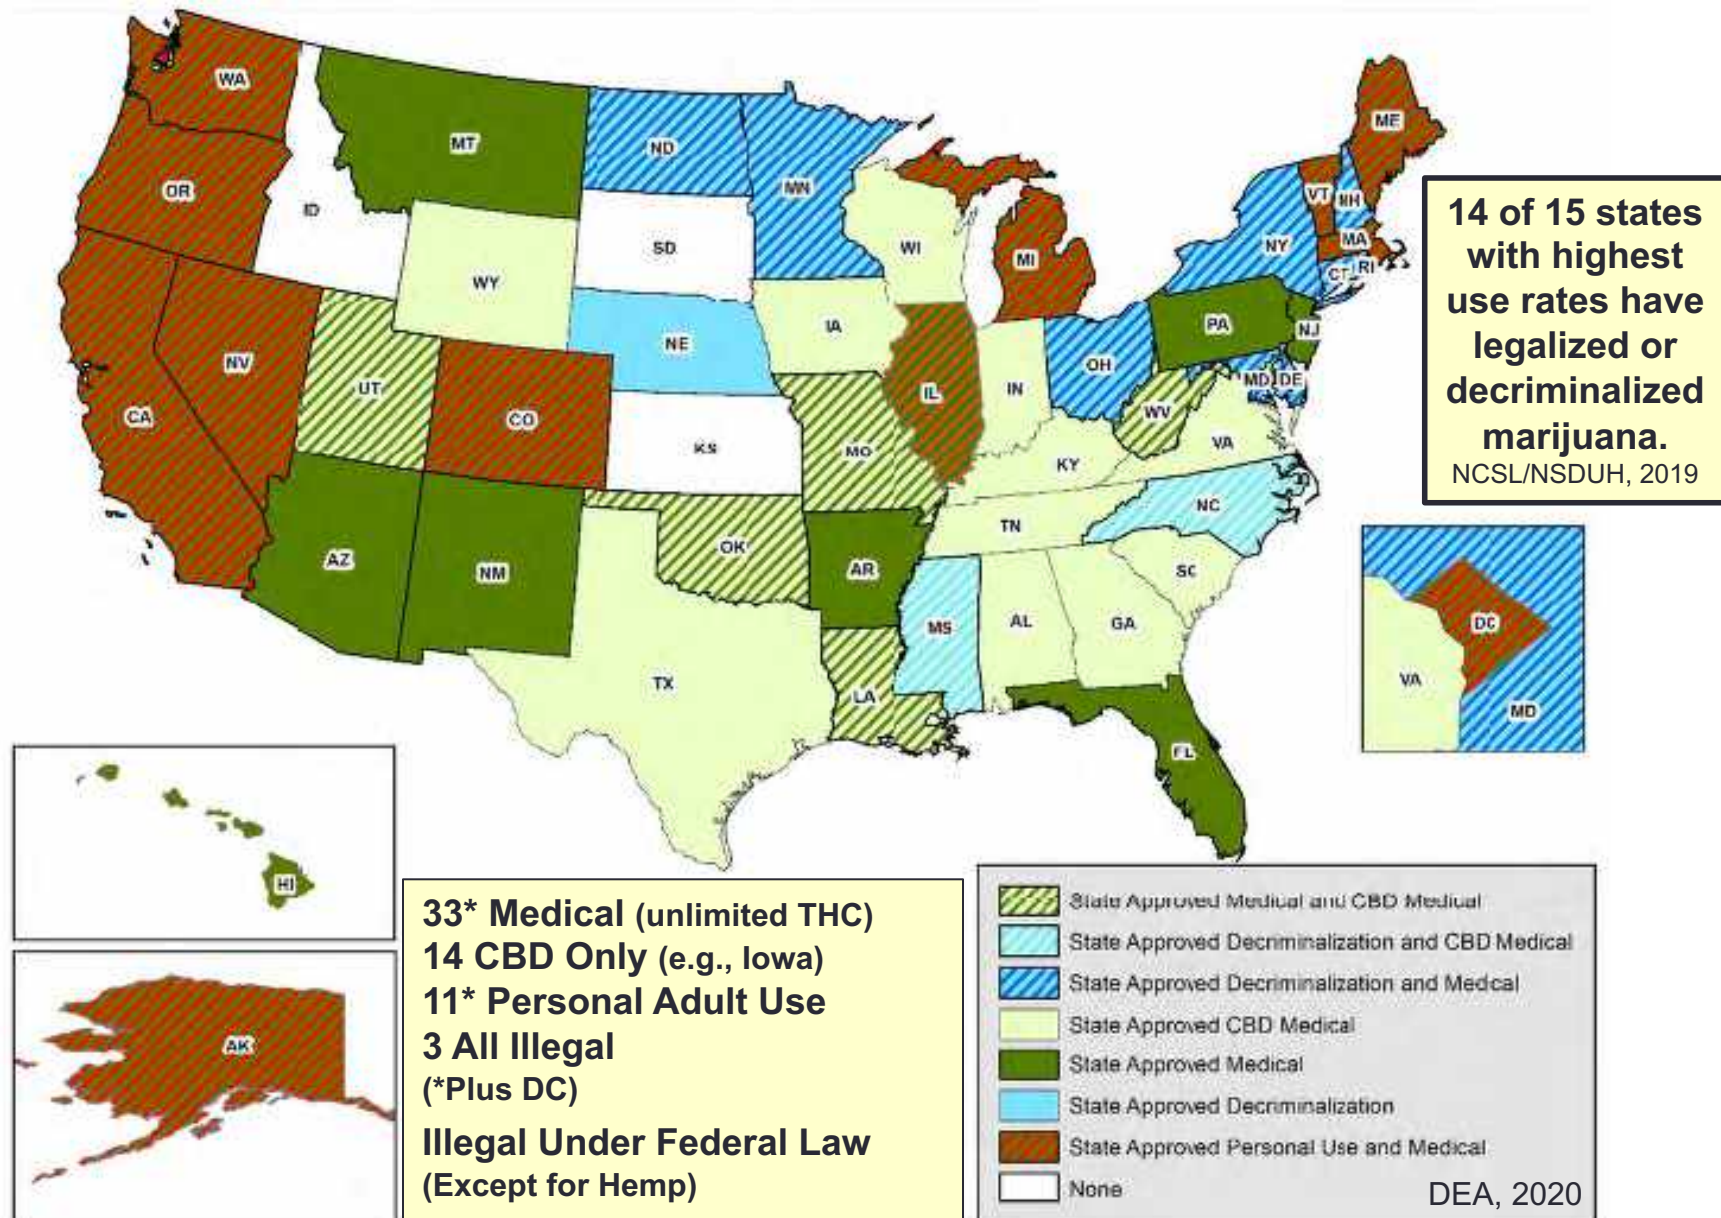 WA
MT
ND
MN
ME
OR
ID
SD
WI
MI
VT
NH
NY
MA
CT
RI
WY
IA
NE
PA
NJ
NV
UT
CA
CO
IL
IN
OH
MD
DE
WV
VA
KS
MO
KY
NC
TN
AZ
NM
OK
AR
SC
MS
AL
GA
TX
LA
FL
14 of 15 states
with highest
use rates have
legalized or
decriminalized
marijuana.
NCSL/NSDUH, 2019
DC
VA
MD
HI
AK
33* Medical (unlimited THC)
14 CBD Only (e.g., Iowa)
11* Personal Adult Use
3 All Illegal
(*Plus DC)
Illegal Under Federal Law
(Except for Hemp)
State Approved Medical and CBD Medical
State Approved Decriminalization and CBD Medical
State Approved Decriminalization and Medical
State Approved CBD Medical
State Approved Medical
State Approved Decriminalization
State Approved Personal Use and Medical
None
DEA, 2020